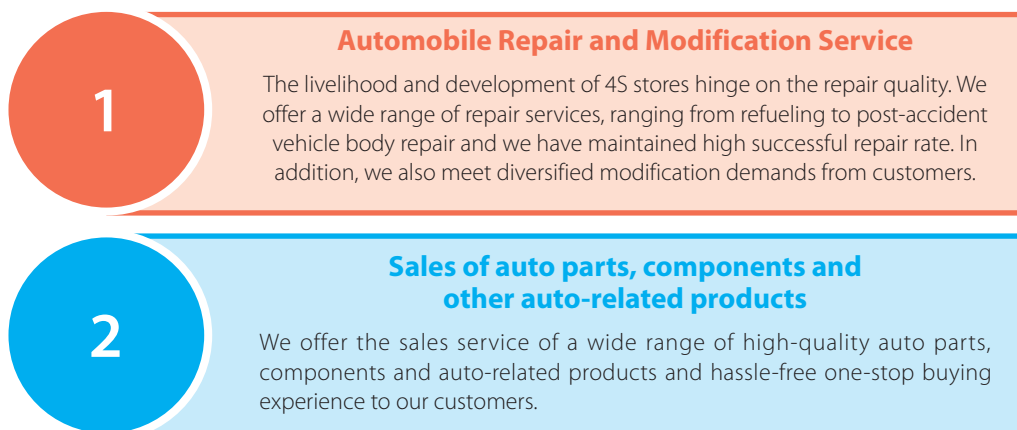 1
Automobile Repair and Modification Service
The livelihood and development of 4S stores hinge on the repair quality. We
offer a wide range of repair services, ranging from refueling to post-accident
vehicle body repair and we have maintained high successful repair rate. In
addition, we also meet diversified modification demands from customers.
2
Sales of auto parts, components and
other auto-related products
We offer the sales service of a wide range of high-quality auto parts,
components and auto-related products and hassle-free one-stop buying
experience to our customers.